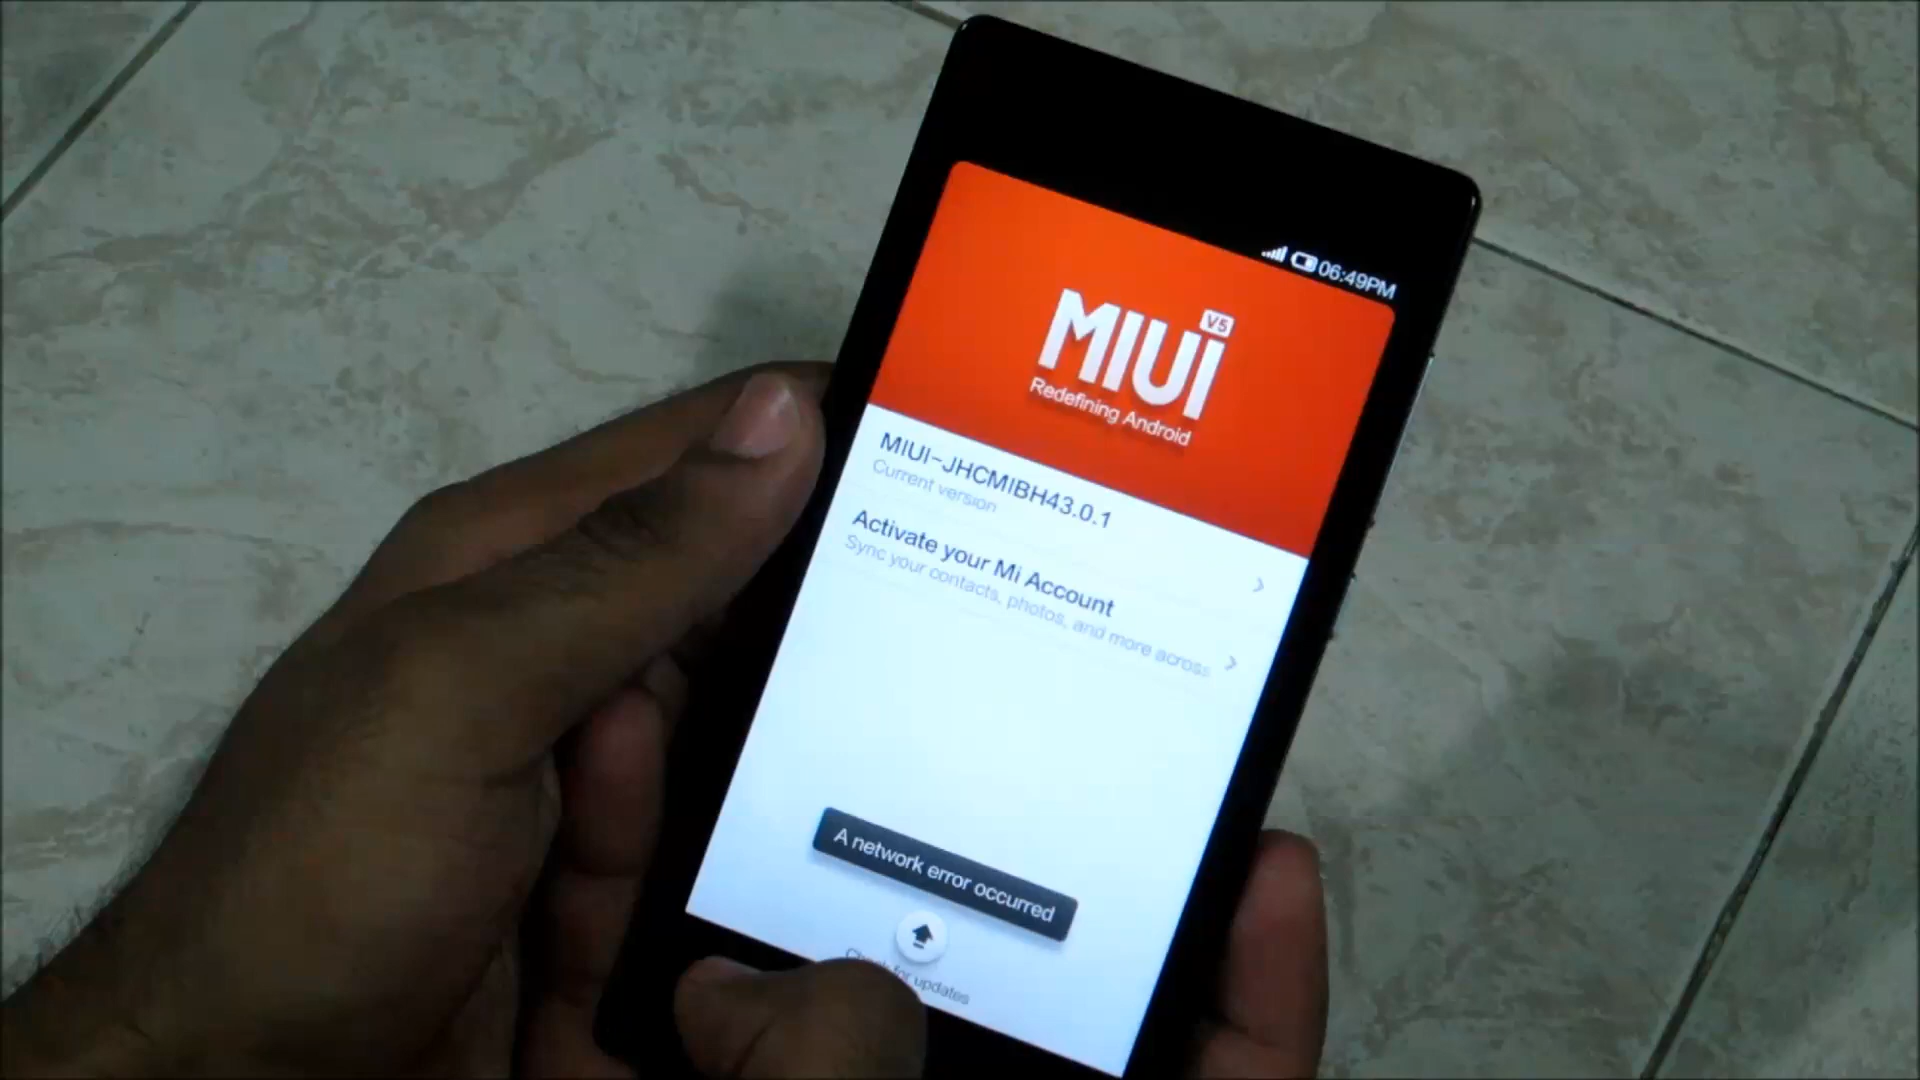 06:49PM
MIUI V5
Redefining Android
MIUI-JHCMIBH43.0.1
Current version
Activate your Mi Account
Sync your contacts, photos, and more across
A network error occurred
Check for updates